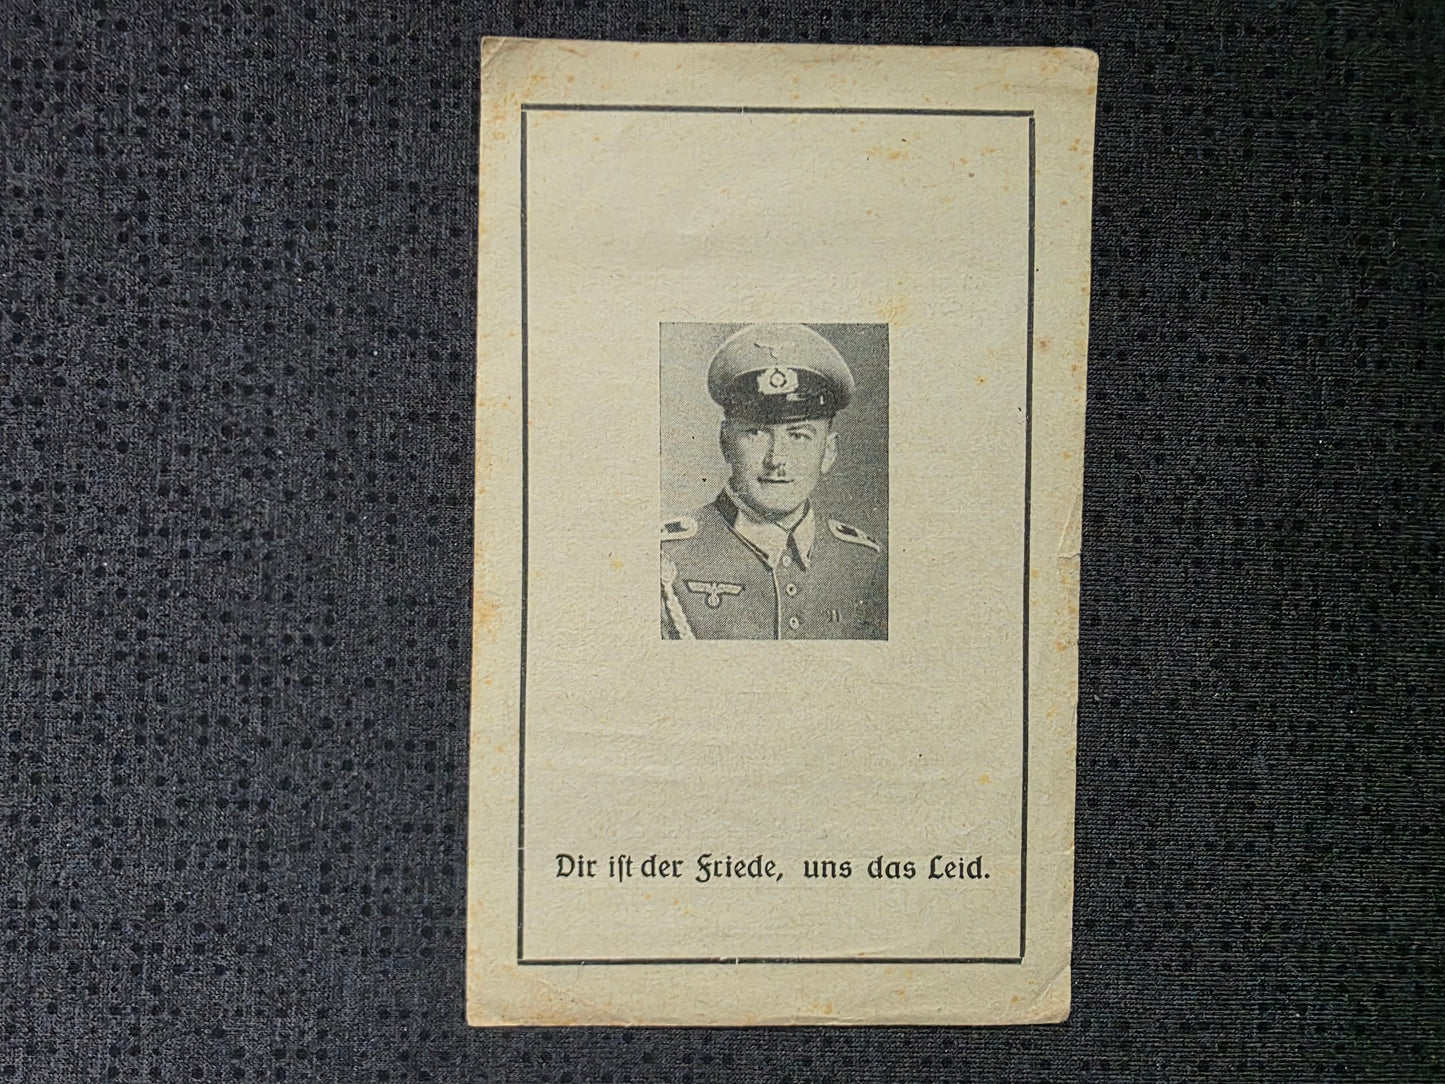 Dir iſt der Friede, uns das Leid.